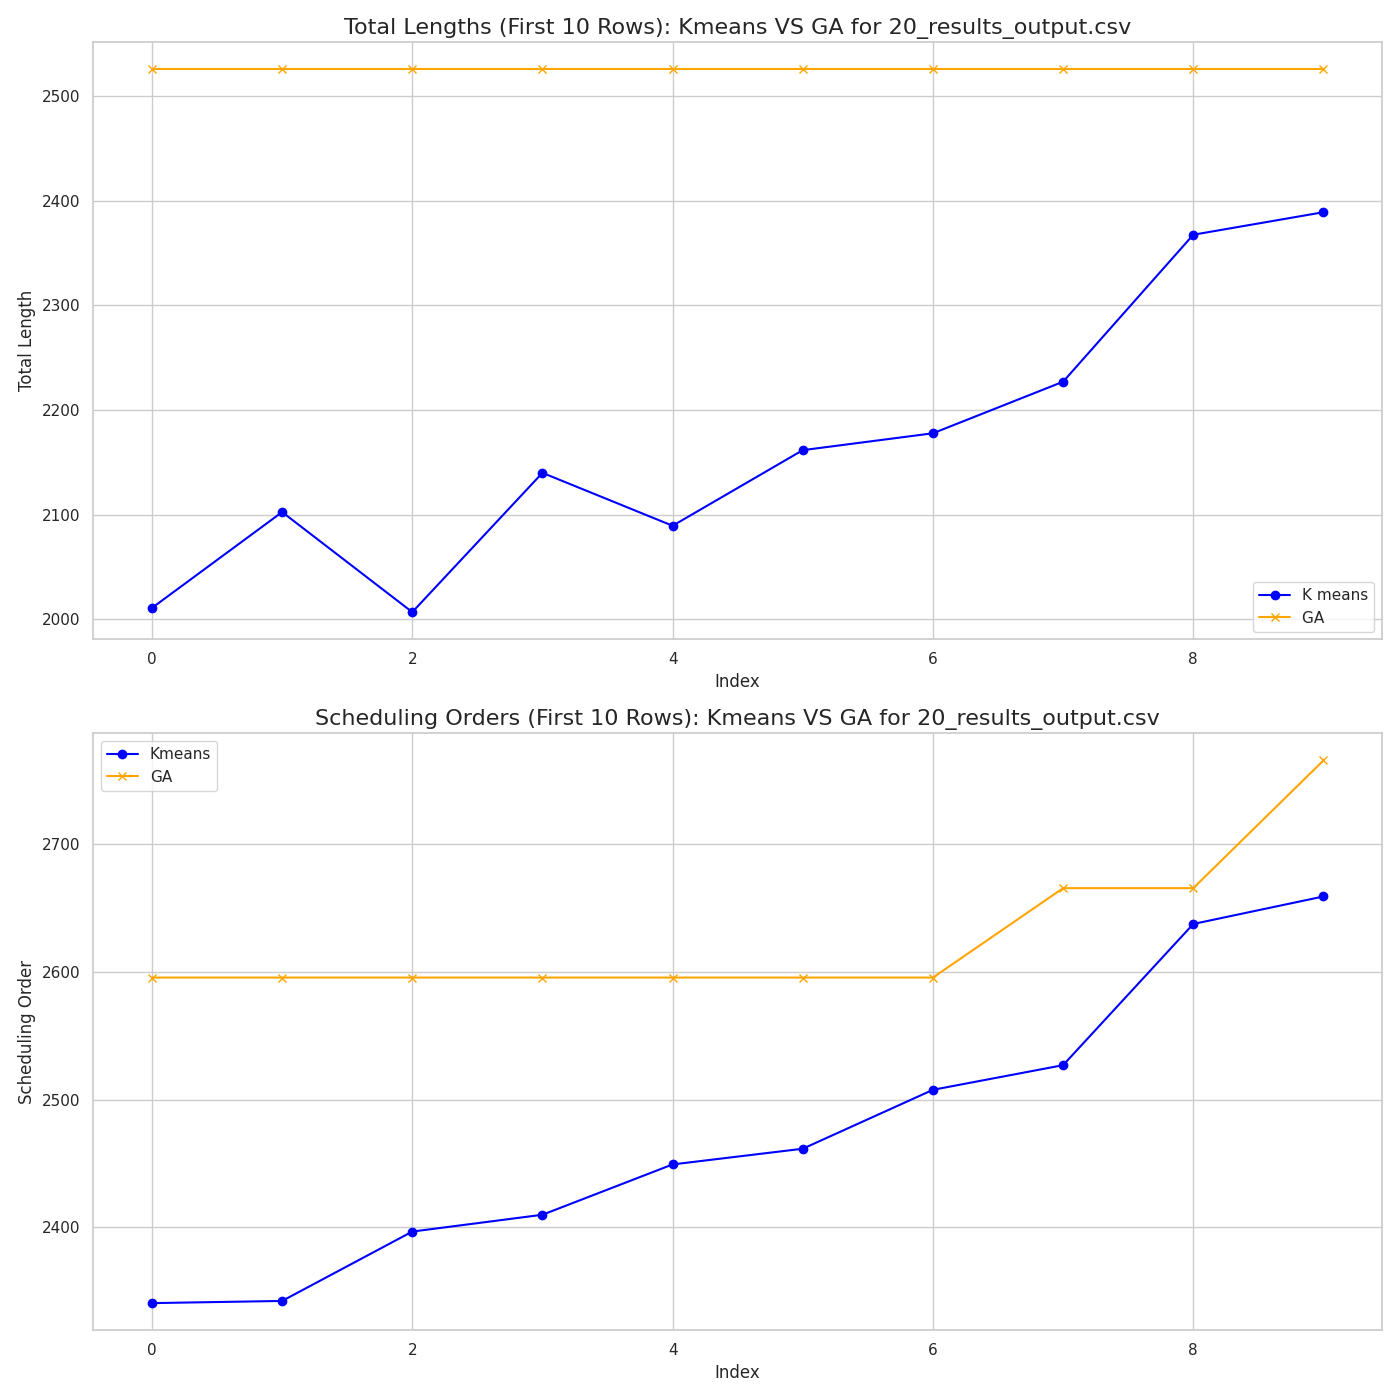 Total Lengths (First 10 Rows): Kmeans VS GA for 20_results_output.csv
Total Length
2500
2400
2300
2200
2100
2000
K means
GA
0 2 4 6 8
Index
Scheduling Orders (First 10 Rows): Kmeans VS GA for 20_results_output.csv
Kmeans
GA
Scheduling Order
2700
2600
2500
2400
0 2 4 6 8
Index